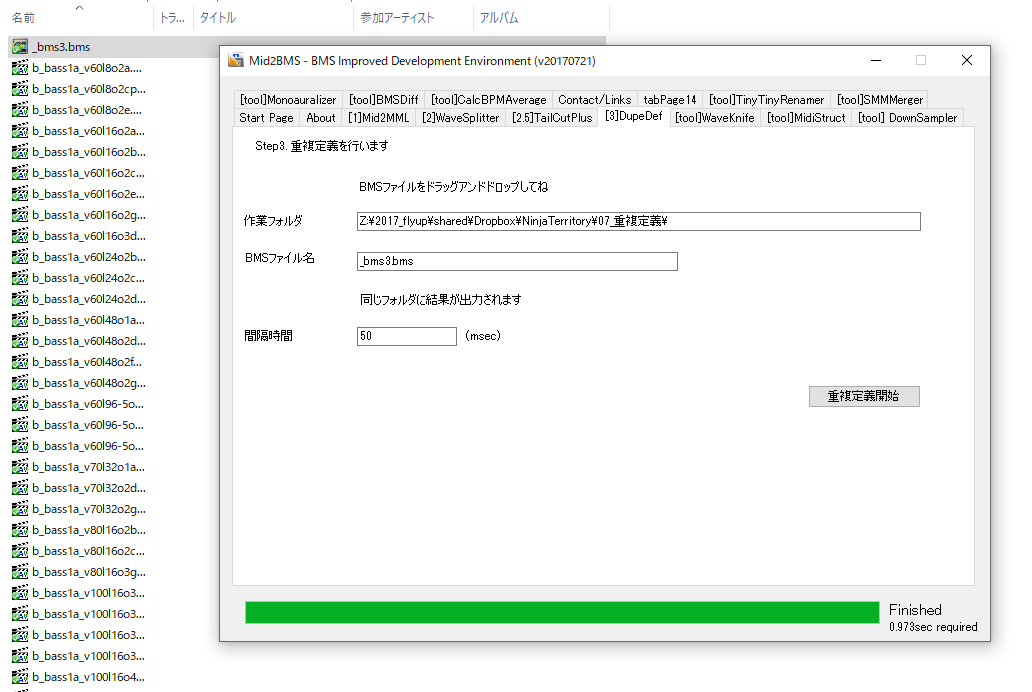 名前 トラ... タイトル 参加アーティスト アルバム
_bms3.bms
b_bass1a_v60l8o2a....
b_bass1a_v60l8o2cp...
b_bass1a_v60l8o2e....
b_bass1a_v60l16o2a...
b_bass1a_v60l16o2b...
b_bass1a_v60l16o2c...
b_bass1a_v60l16o2e...
b_bass1a_v60l16o2g...
b_bass1a_v60l16o3d...
b_bass1a_v60l24o2b...
b_bass1a_v60l24o2c...
b_bass1a_v60l24o2d...
b_bass1a_v60l48o1a...
b_bass1a_v60l48o2d...
b_bass1a_v60l48o2f...
b_bass1a_v60l48o2g...
b_bass1a_v60l96-5o...
b_bass1a_v60l96-5o...
b_bass1a_v60l96-5o...
b_bass1a_v70l32o1a...
b_bass1a_v70l32o2d...
b_bass1a_v70l32o2g...
b_bass1a_v80l16o2b...
b_bass1a_v80l16o2c...
b_bass1a_v80l16o3g...
b_bass1a_v100l16o3...
b_bass1a_v100l16o3...
b_bass1a_v100l16o3...
b_bass1a_v100l16o3...
b_bass1a_v100l16o4...
Mid2BMS - BMS Improved Development Environment (v20170721)
[tool]Monoauralizer [tool]BMSDiff [tool]CalcBPMAverage Contact/Links tabPage14 [tool]TinyTinyRenamer [tool]SMMMerger
Start Page About [1]Mid2MML [2]WaveSplitter [2.5]TailCutPlus [3]DupeDef [tool]WaveKnife [tool]MidiStruct [tool] DownSampler
Step3. 重複定義を行います
BMSファイルをドラッグアンドドロップしてね
作業フォルダ Z:¥2017_flyup¥shared¥Dropbox¥NinjaTerritory¥07_重複定義¥
BMSファイル名 _bms3.bms
同じフォルダに結果が出力されます
間隔時間 50 (msec)
重複定義開始
Finished
0.973sec required